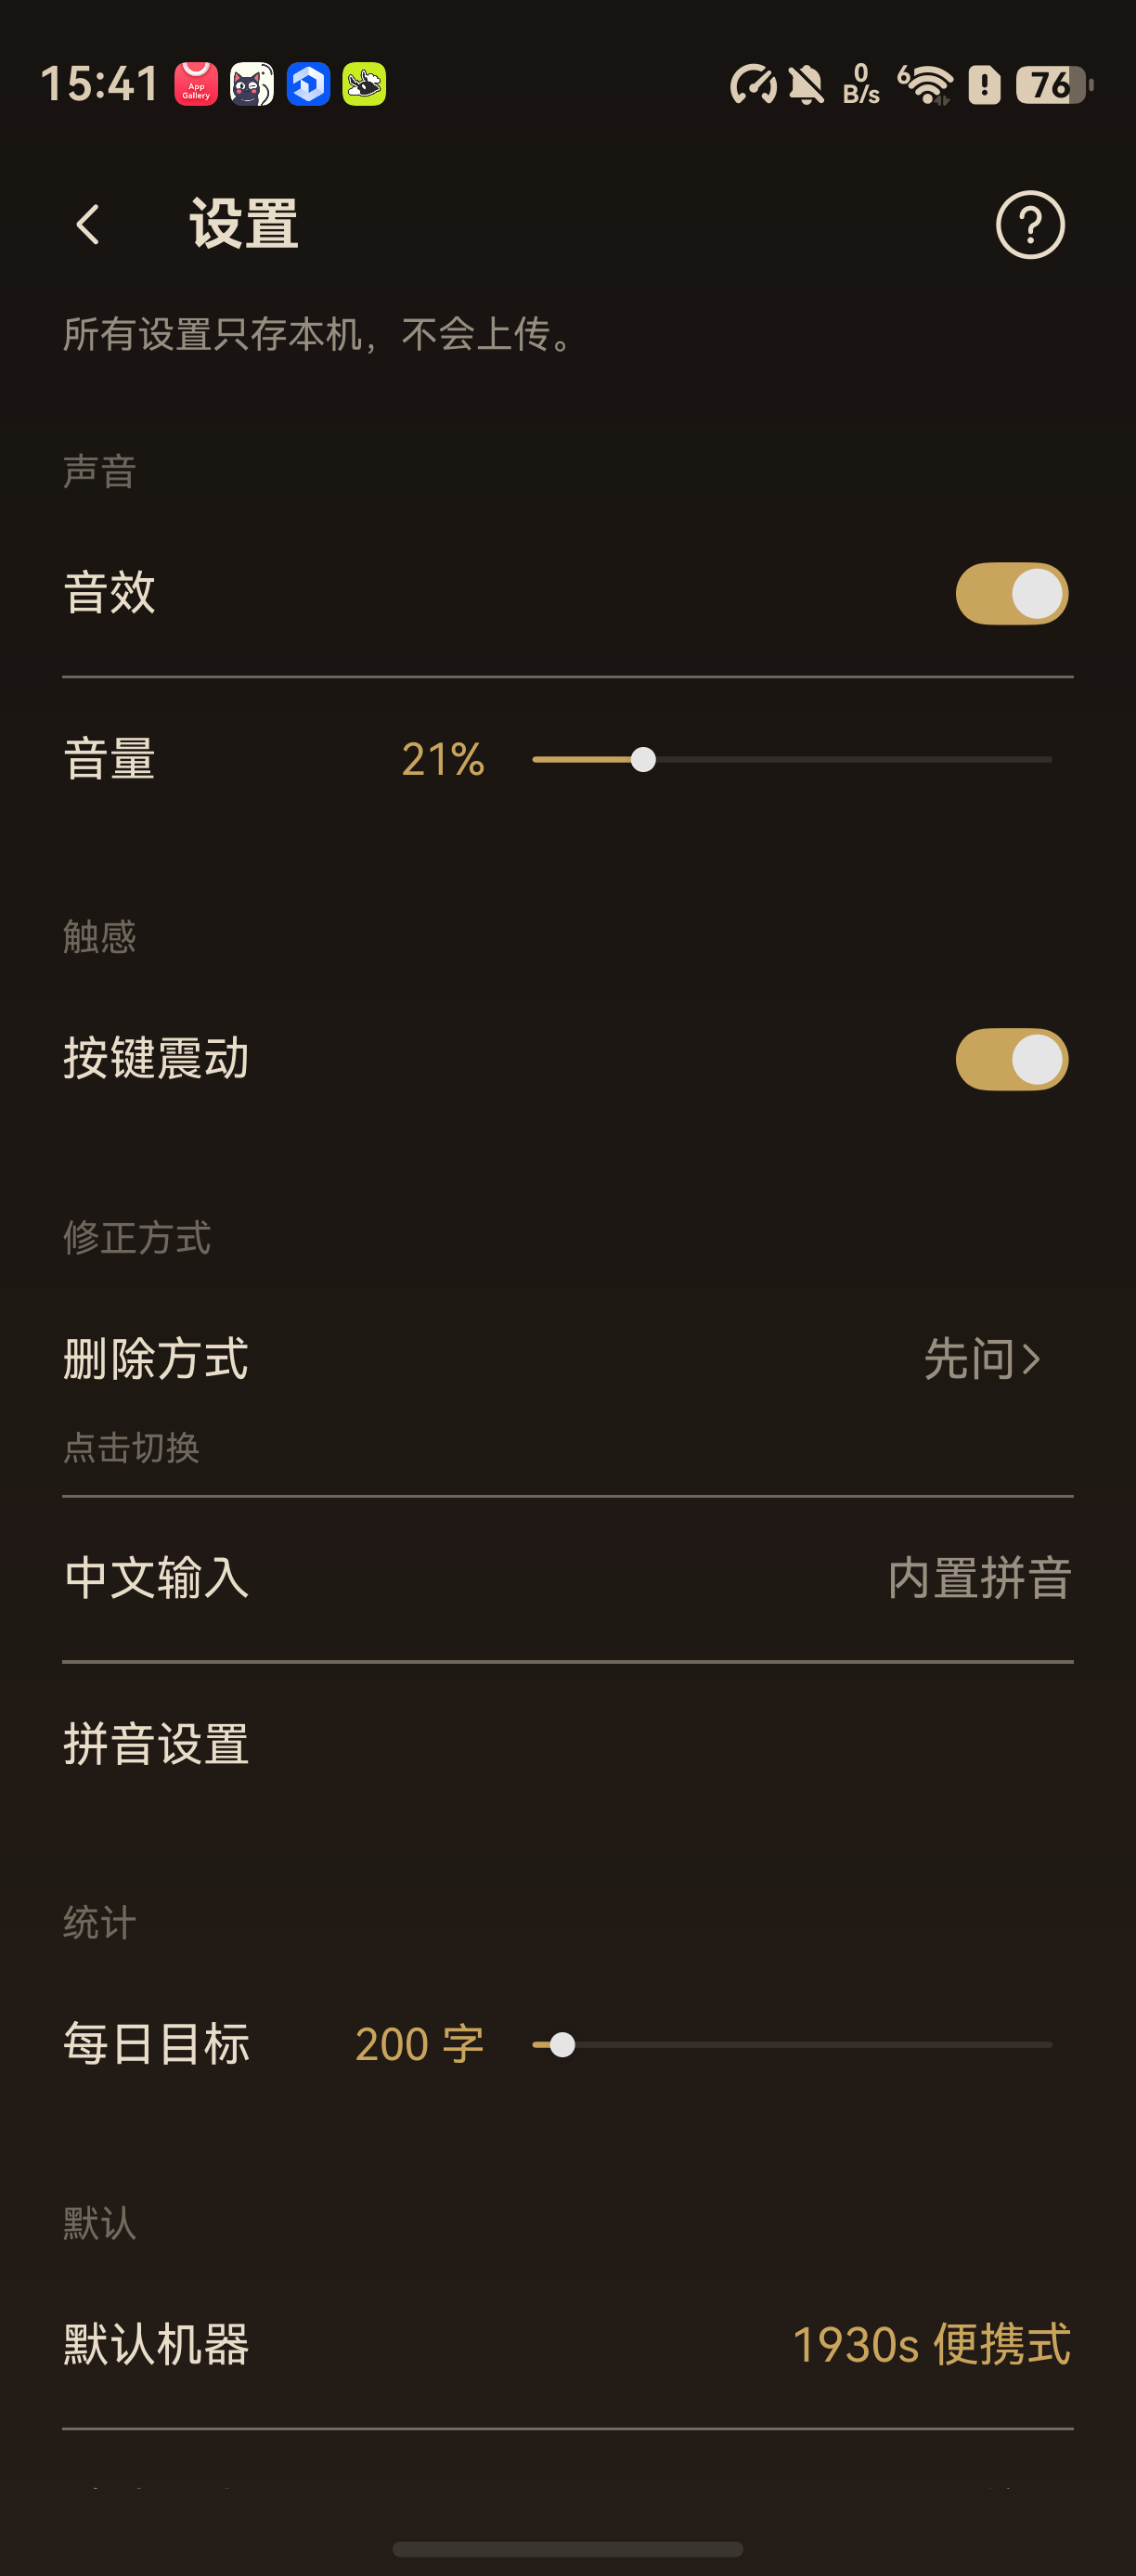 15:41
App
Gallery
0
B/s
6
76
设置
所有设置只存本机，不会上传。
声音
音效
音量 21%
触感
按键震动
修正方式
删除方式 先问
点击切换
中文输入 内置拼音
拼音设置
统计
每日目标 200 字
默认
默认机器 1930s 便携式